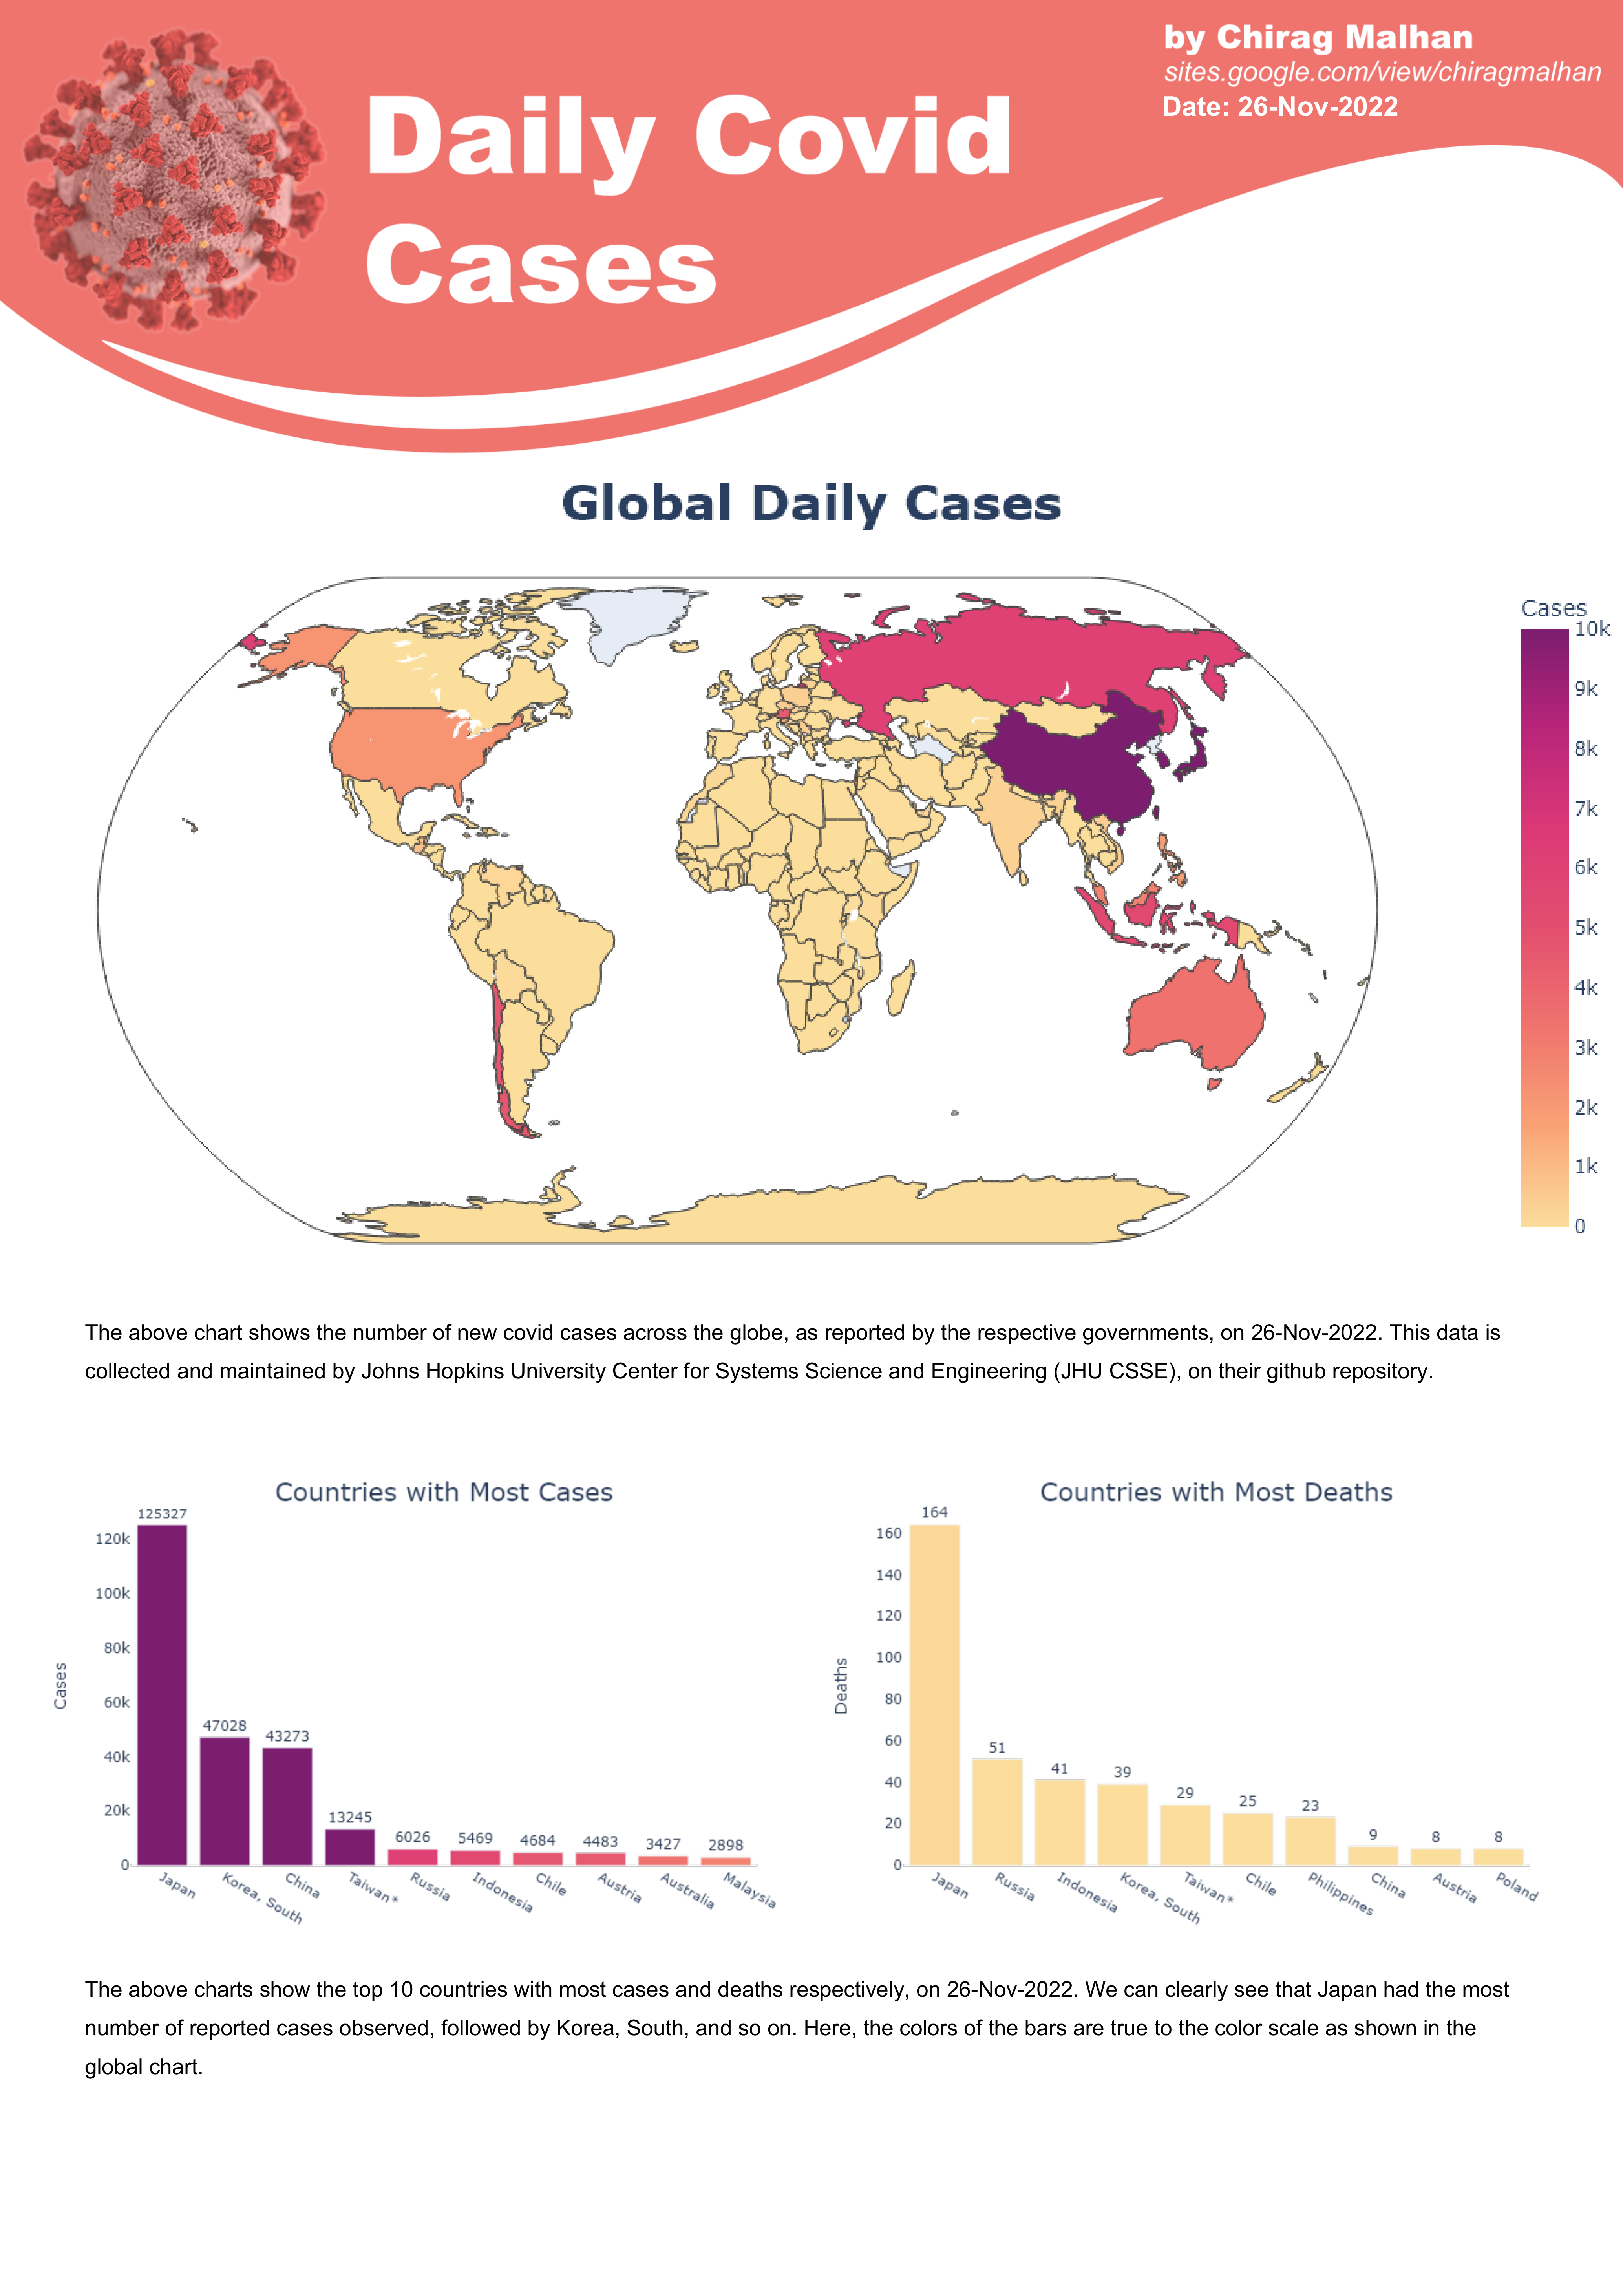 by Chirag Malhan
sites.google.com/view/chiragmalhan
Date: 26-Nov-2022
Daily Covid
Cases
Global Daily Cases
Cases
10k
9k
8k
7k
6k
5k
4k
3k
2k
1k
0
The above chart shows the number of new covid cases across the globe, as reported by the respective governments, on 26-Nov-2022. This data is
collected and maintained by Johns Hopkins University Center for Systems Science and Engineering (JHU CSSE), on their github repository.
Countries with Most Cases
Cases
120k
100k
80k
60k
40k
20k
0
125327
47028
43273
13245
6026
5469
4684
4483
3427
2898
Japan
Korea, South
China
Taiwan*
Russia
Indonesia
Chile
Austria
Australia
Malaysia
Countries with Most Deaths
Deaths
160
140
120
100
80
60
40
20
0
164
51
41
39
29
25
23
9
8
8
Japan
Russia
Indonesia
Korea, South
Taiwan*
Chile
Philippines
China
Austria
Poland
The above charts show the top 10 countries with most cases and deaths respectively, on 26-Nov-2022. We can clearly see that Japan had the most
number of reported cases observed, followed by Korea, South, and so on. Here, the colors of the bars are true to the color scale as shown in the
global chart.